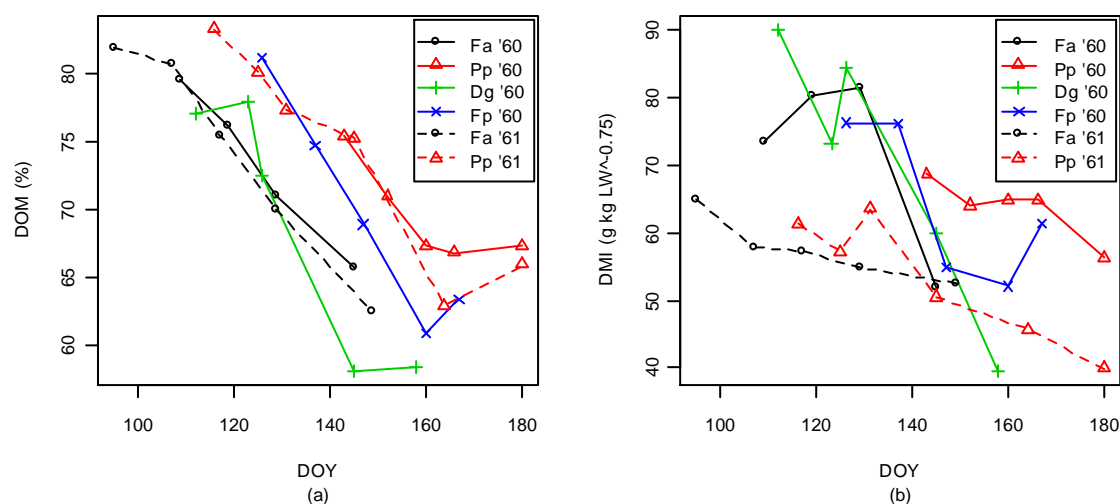 DOM (%)
80
75
70
65
60
100 120 140 160 180
DOY
(a)
Fa '60
Pp '60
Dg '60
Fp '60
Fa '61
Pp '61
DMI (g kg LW^-0.75)
90
80
70
60
50
40
100 120 140 160 180
DOY
(b)
Fa '60
Pp '60
Dg '60
Fp '60
Fa '61
Pp '61